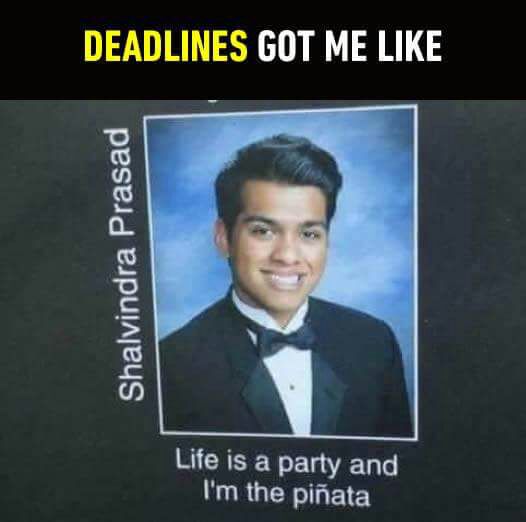 DEADLINES GOT ME LIKE
Shalvindra Prasad
Life is a party and
I'm the piñata